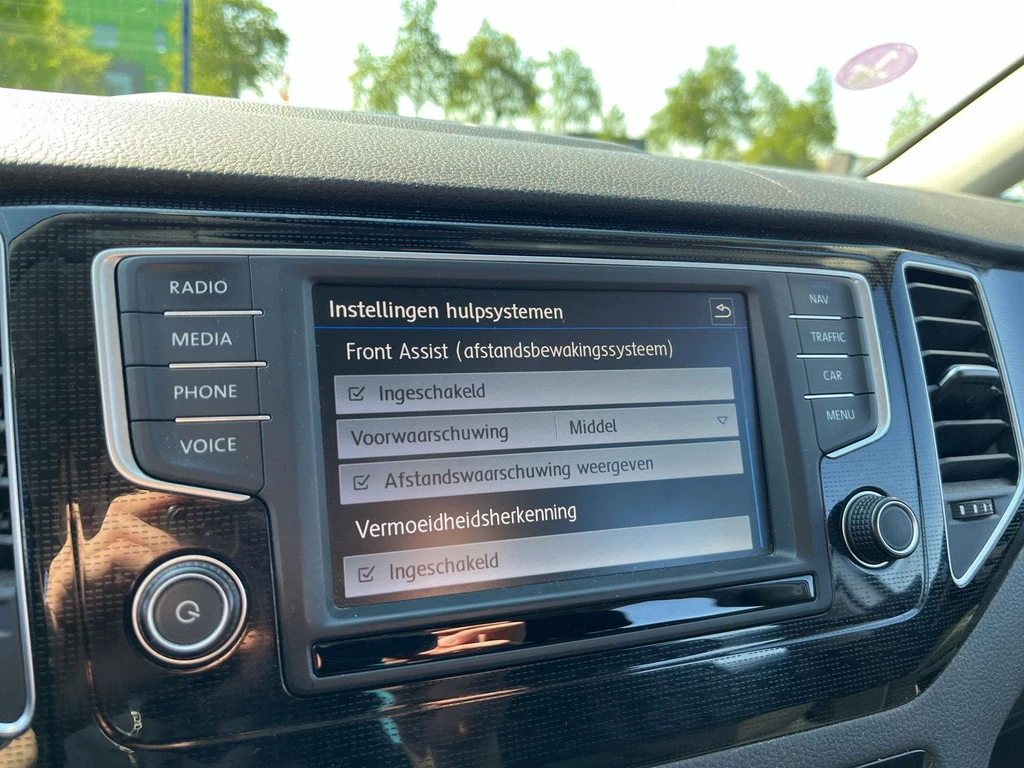 RADIO
MEDIA
PHONE
VOICE
Instellingen hulpsystemen
Front Assist (afstandsbewakingssysteem)
Ingeschakeld
Voorwaarschuwing Middel
Afstandswaarschuwing weergeven
Vermoeidheidsherkenning
Ingeschakeld
NAV
TRAFFIC
CAR
MENU